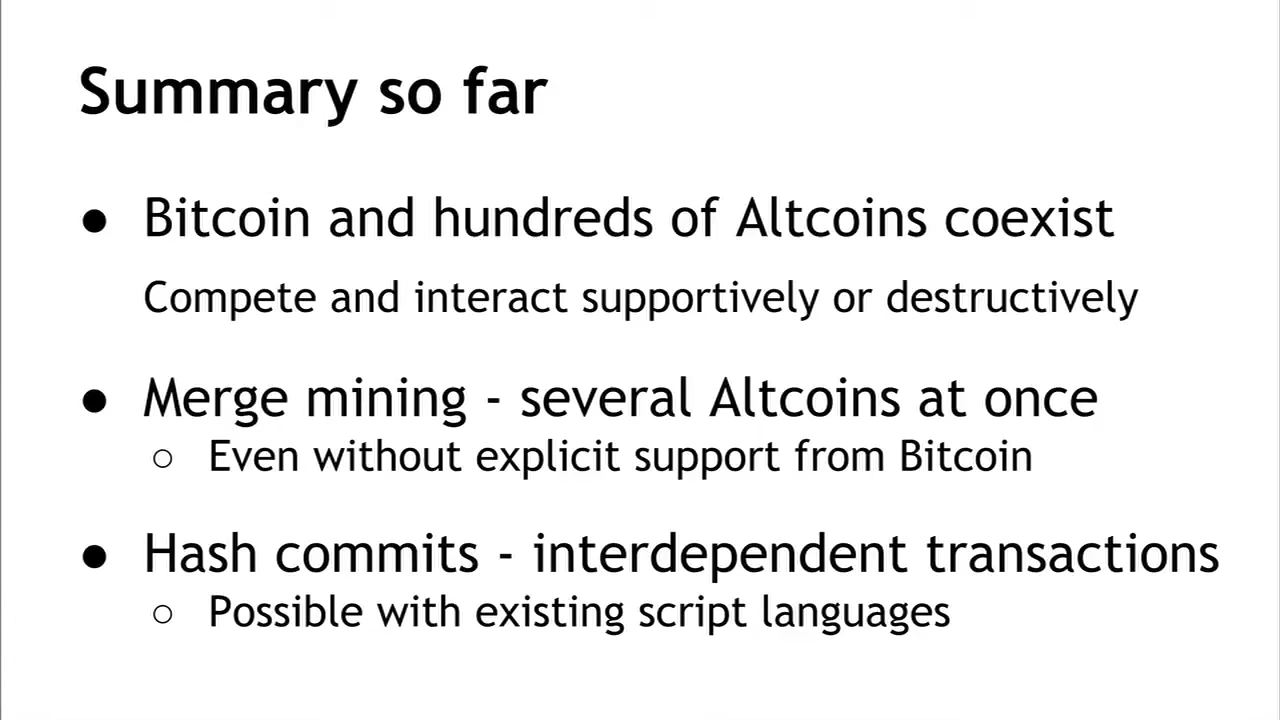 Summary so far
● Bitcoin and hundreds of Altcoins coexist
Compete and interact supportively or destructively
● Merge mining - several Altcoins at once
○ Even without explicit support from Bitcoin
● Hash commits - interdependent transactions
○ Possible with existing script languages